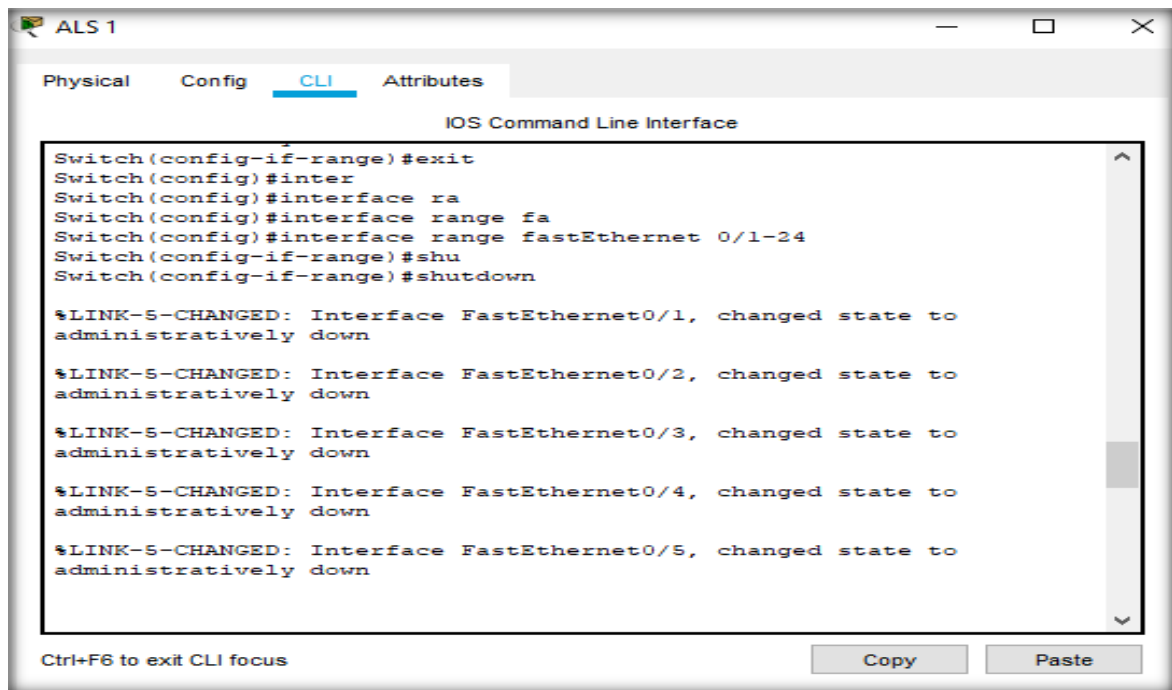 ALS 1
Physical Config CLI Attributes
IOS Command Line Interface
Switch(config-if-range)#exit
Switch(config)#inter
Switch(config)#interface ra
Switch(config)#interface range fa
Switch(config)#interface range fastEthernet 0/1-24
Switch(config-if-range)#shu
Switch(config-if-range)#shutdown
%LINK-5-CHANGED: Interface FastEthernet0/1, changed state to
administratively down
%LINK-5-CHANGED: Interface FastEthernet0/2, changed state to
administratively down
%LINK-5-CHANGED: Interface FastEthernet0/3, changed state to
administratively down
%LINK-5-CHANGED: Interface FastEthernet0/4, changed state to
administratively down
%LINK-5-CHANGED: Interface FastEthernet0/5, changed state to
administratively down
Ctrl+F6 to exit CLI focus
Copy Paste